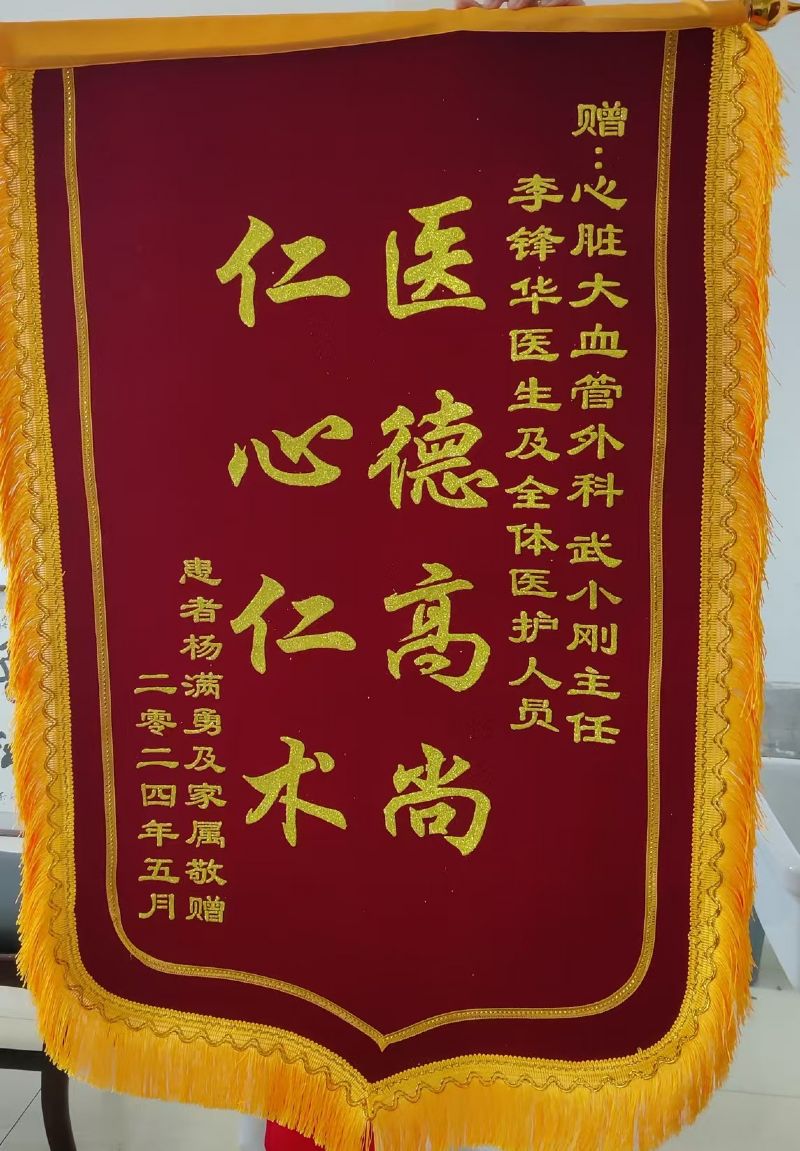 赠：心脏大血管外科 武小刚主任
李锋华医生及全体医护人员
医德高尚
仁心仁术
患者杨满勇及家属敬赠
二零二四年五月